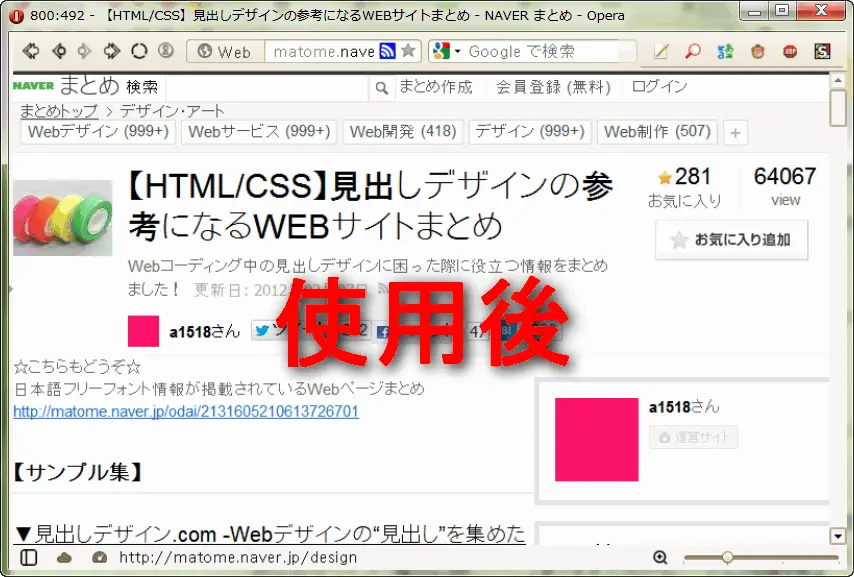 800:492 - 【HTML/CSS】見出しデザインの参考になるWEBサイトまとめ - NAVER まとめ - Opera
Web matome.nave Google で検索
NAVER まとめ 検索 まとめ作成 会員登録 (無料) ログイン
まとめトップ > デザイン・アート
Webデザイン (999+) Webサービス (999+) Web開発 (418) デザイン (999+) Web制作 (507) +
【HTML/CSS】見出しデザインの参
考になるWEBサイトまとめ
281 64067
お気に入り view
お気に入り追加
Webコーディング中の見出しデザインに困った際に役立つ情報をまとめ
ました! 更新日: 2012
使用後
a1518さん
☆こちらもどうぞ☆
日本語フリーフォント情報が掲載されているWebページまとめ
http://matome.naver.jp/odai/2131605210613726701
a1518さん
運営サイト
【サンプル集】
▼見出しデザイン.com -Webデザインの“見出し”を集めた
http://matome.naver.jp/design